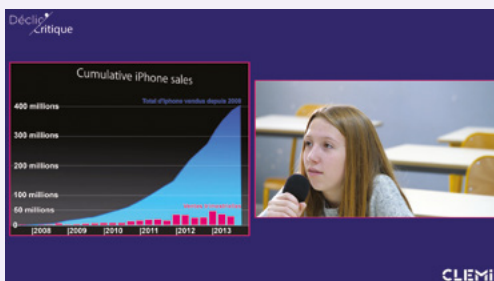 Déclic
Critique
Cumulative iPhone sales
Total d'Iphone vendus depuis 2008
400 millions
300 millions
200 millions
100 millions
50 millions
0
|2008 |2009 |2010 |2011 |2012 |2013
CLEMI